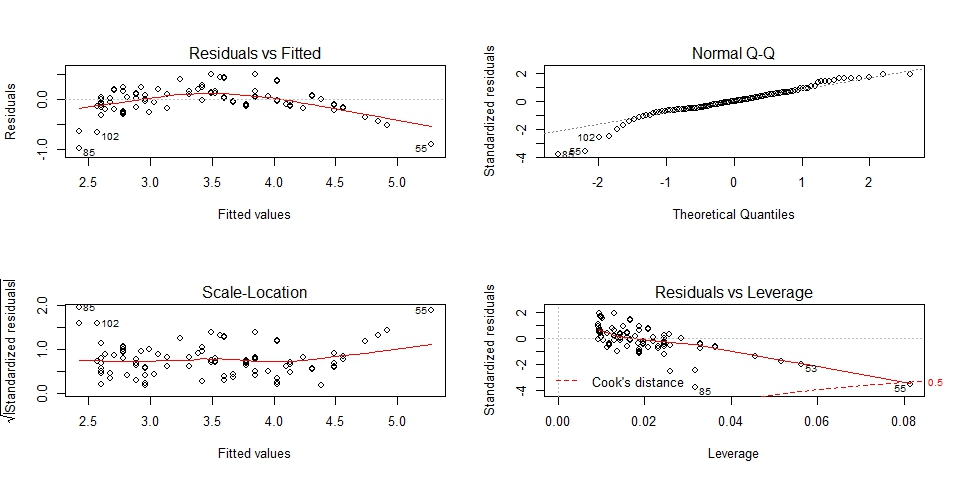 Residuals vs Fitted
Residuals
0.0
-1.0
102
85
55
2.5 3.0 3.5 4.0 4.5 5.0
Fitted values
Normal Q-Q
Standardized residuals
2
0
-2
-4
102
85
55
-2 -1 0 1 2
Theoretical Quantiles
Scale-Location
√|Standardized residuals|
2.0
1.0
0.0
85
102
55
2.5 3.0 3.5 4.0 4.5 5.0
Fitted values
Residuals vs Leverage
Standardized residuals
2
0
-2
-4
53
Cook's distance
0.5
85
55
0.00 0.02 0.04 0.06 0.08
Leverage